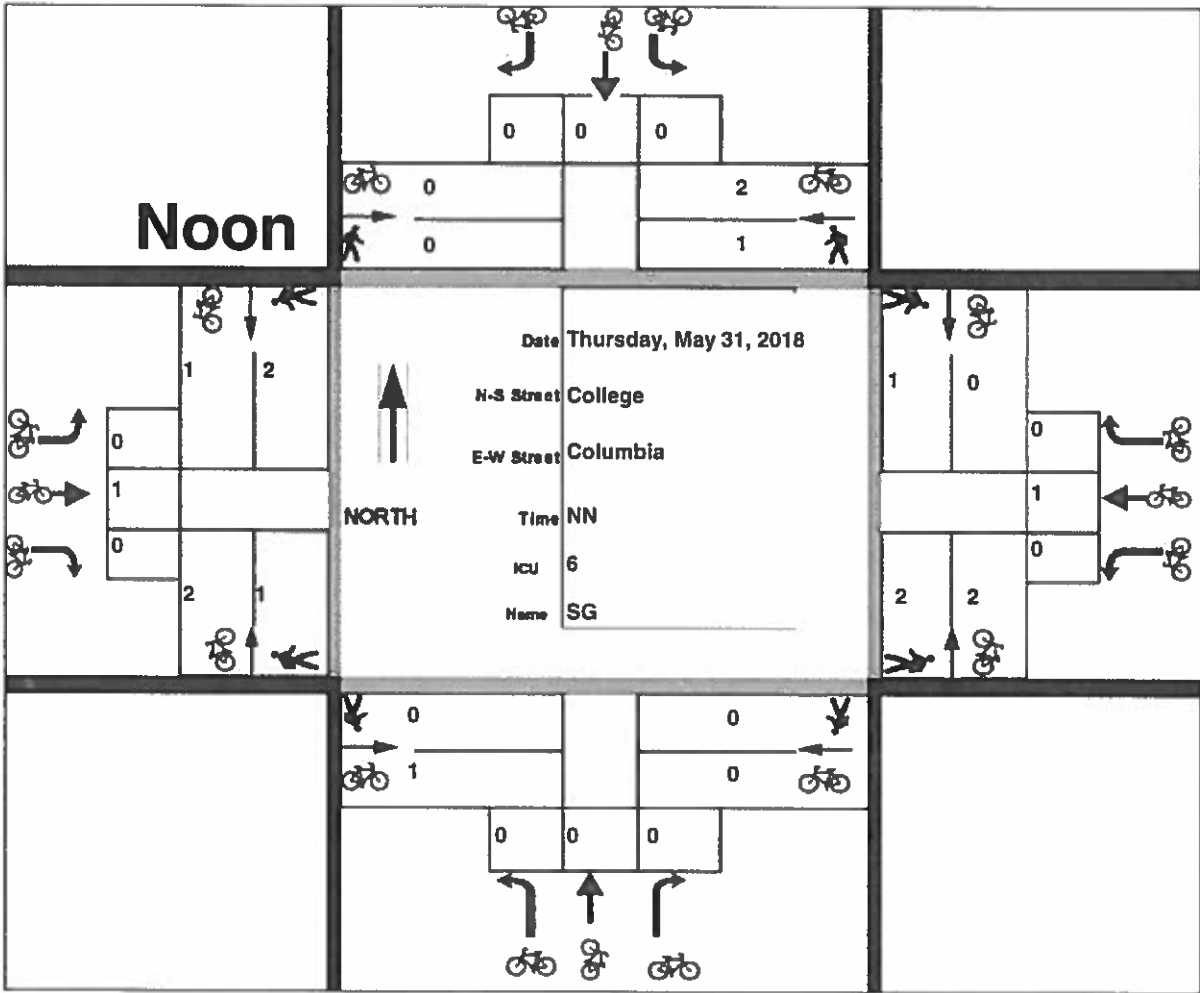 0 0 0
0 2
Noon
0 1
Date Thursday, May 31, 2018
1 2
1 0
N-S Street College
0
0
E-W Street Columbia
1
1
NORTH
Time NN
0
0
ICU 6
2 1
2 2
Name SG
0 0
1 0
0 0 0